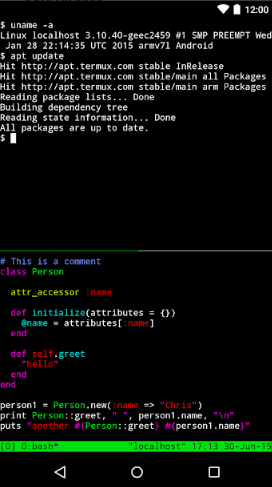 12:00
$ uname -a
Linux localhost 3.10.40-geec2459 #1 SMP PREEMPT Wed
 Jan 28 22:14:35 UTC 2015 armv7l Android
$ apt update
Hit http://apt.termux.com stable InRelease
Hit http://apt.termux.com stable/main all Packages
Hit http://apt.termux.com stable/main arm Packages
Reading package lists... Done
Building dependency tree
Reading state information... Done
All packages are up to date.
$
# This is a comment
class Person

  attr_accessor :name

  def initialize(attributes = {})
    @name = attributes[:name]
  end

  def self.greet
    "hello"
  end
end

person1 = Person.new(:name => "Chris")
print Person::greet, " ", person1.name, "\n"
puts "another #{Person::greet} #{person1.name}"
[0] 0:bash* "localhost" 17:13 30-Jun-15